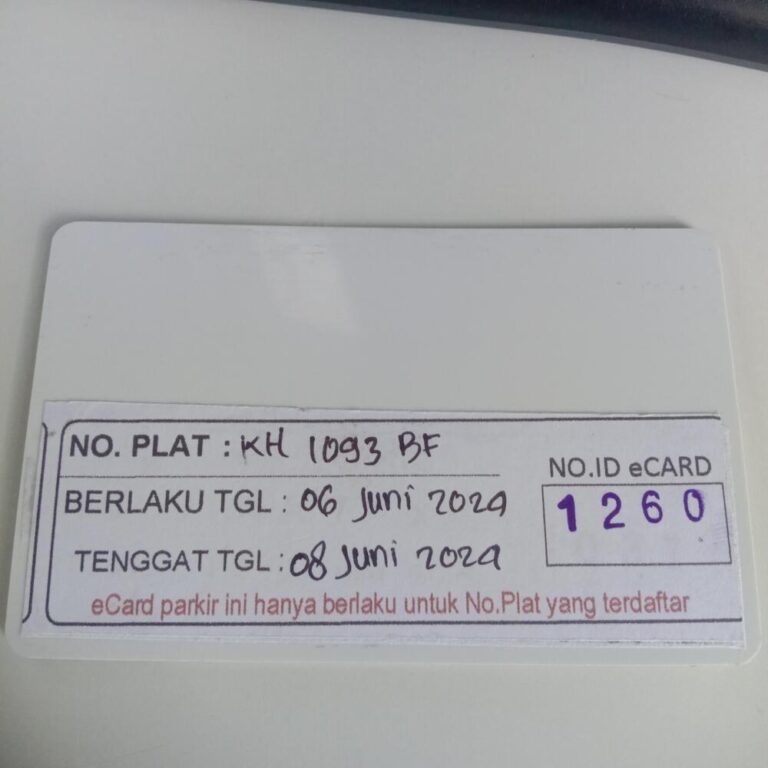 NO. PLAT : KH 1093 BF
NO.ID eCARD
BERLAKU TGL : 06 Juni 2024
1260
TENGGAT TGL : 08 Juni 2024
eCard parkir ini hanya berlaku untuk No.Plat yang terdaftar